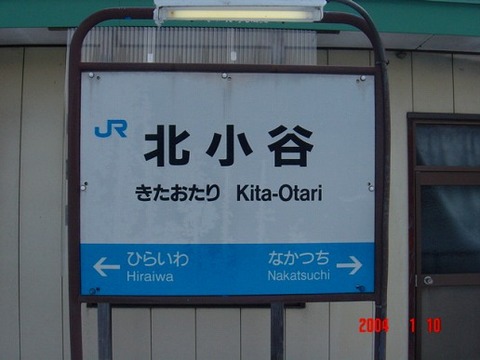 JR
北小谷
きたおたり Kita-Otari
← ひらいわ なかつち →
Hiraiwa Nakatsuchi
2004 1 10